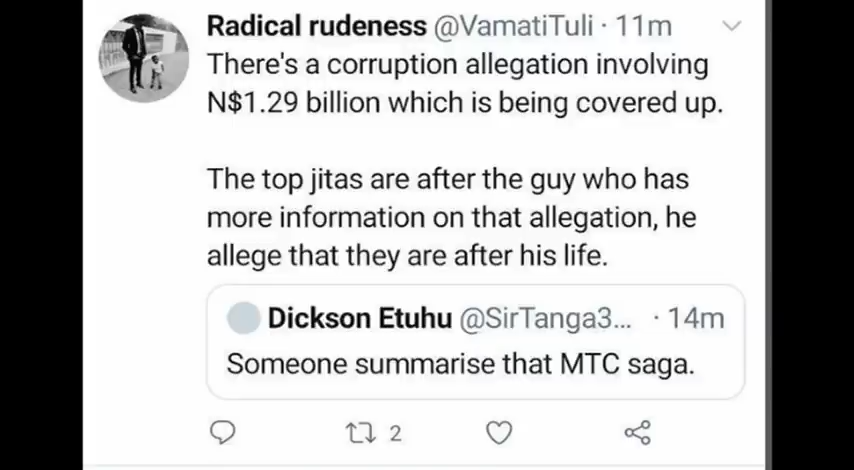 Radical rudeness @VamatiTuli · 11m
There's a corruption allegation involving
N$1.29 billion which is being covered up.
The top jitas are after the guy who has
more information on that allegation, he
allege that they are after his life.
Dickson Etuhu @SirTanga3... · 14m
Someone summarise that MTC saga.
2